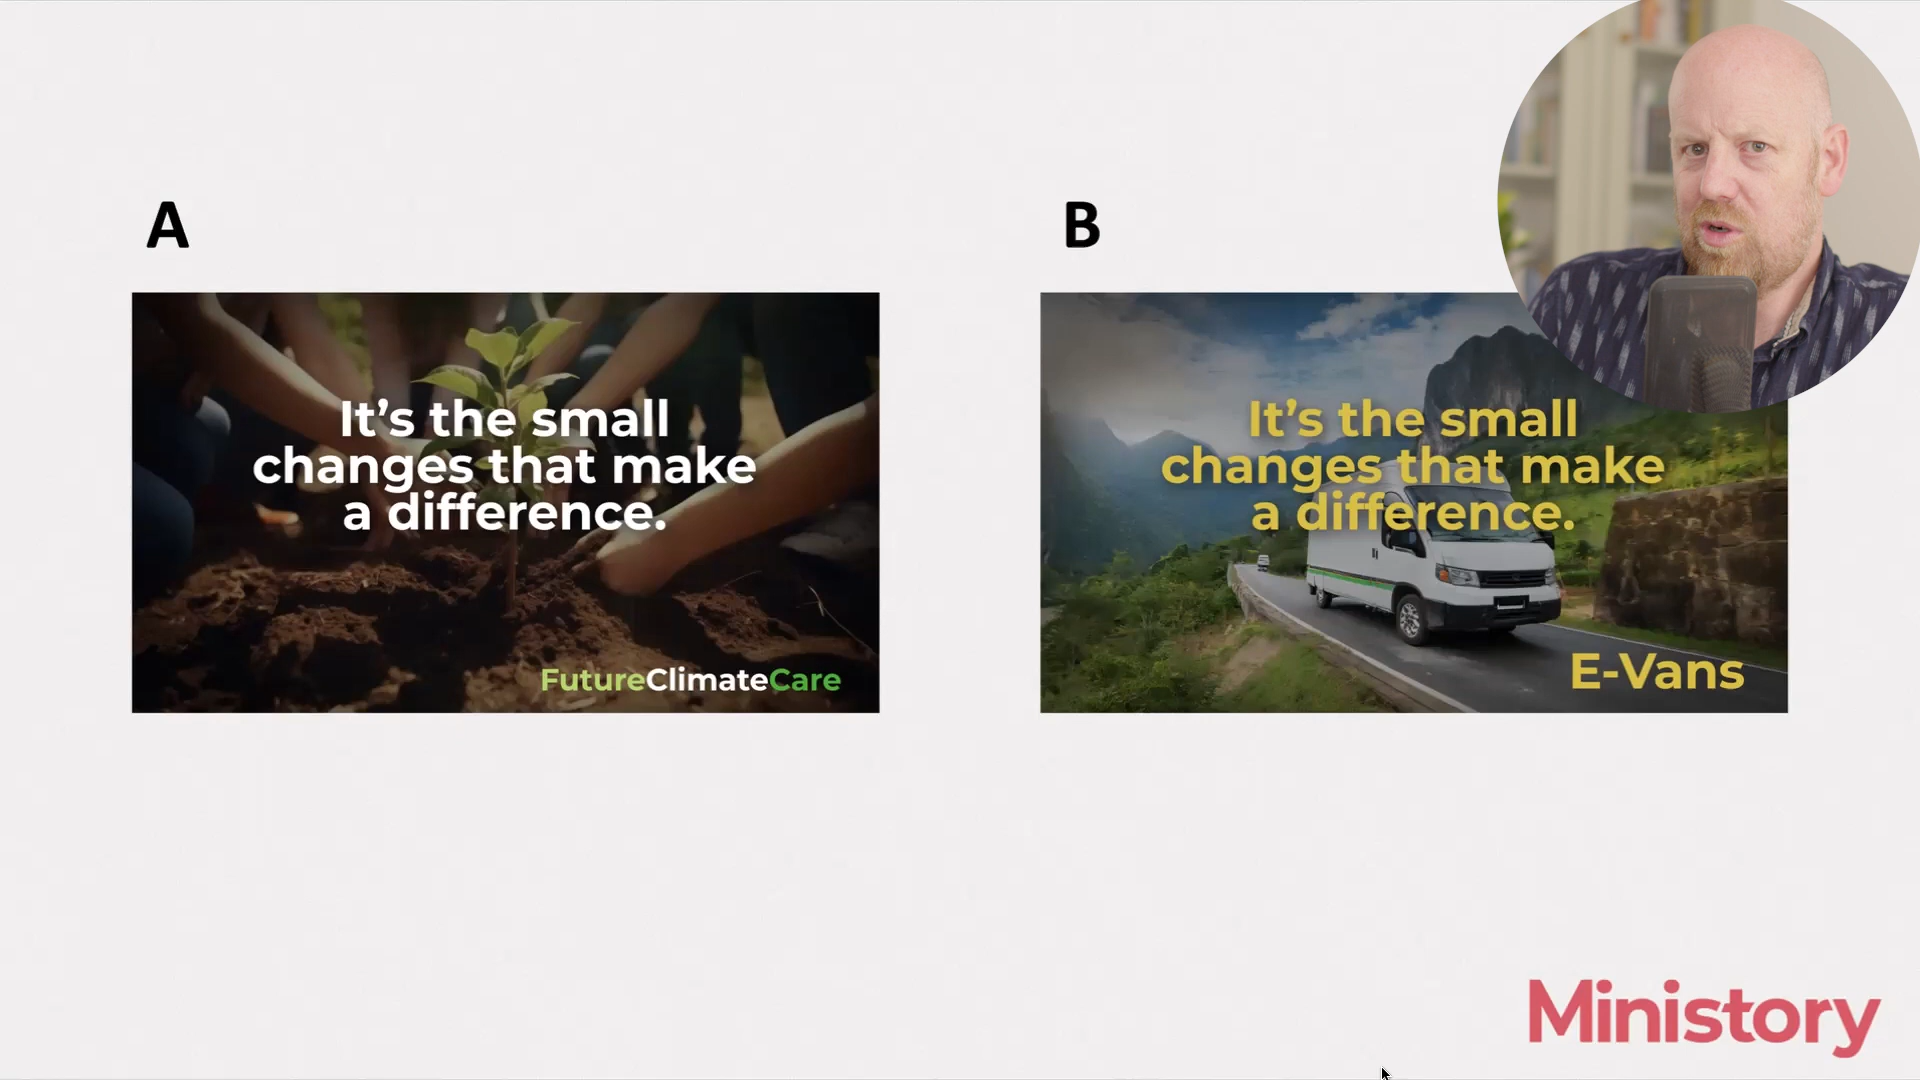 A
It's the small
changes that make
a difference.
FutureClimateCare
B
It's the small
changes that make
a difference.
E-Vans
Ministory